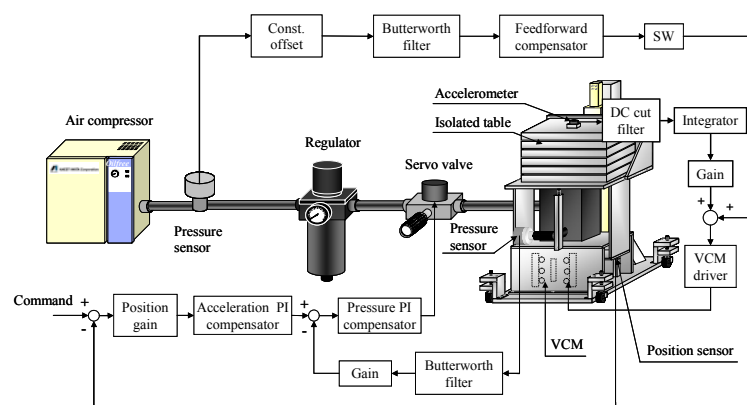 Const.
offset
Butterworth
filter
Feedforward
compensator
SW
Accelerometer
Isolated table
DC cut
filter
Integrator
Air compressor
Regulator
Servo valve
Gain
+
+
Pressure
sensor
Pressure
sensor
VCM
driver
Command
+
-
Position
gain
Acceleration PI
compensator
+
-
Pressure PI
compensator
VCM
Position sensor
Gain
Butterworth
filter